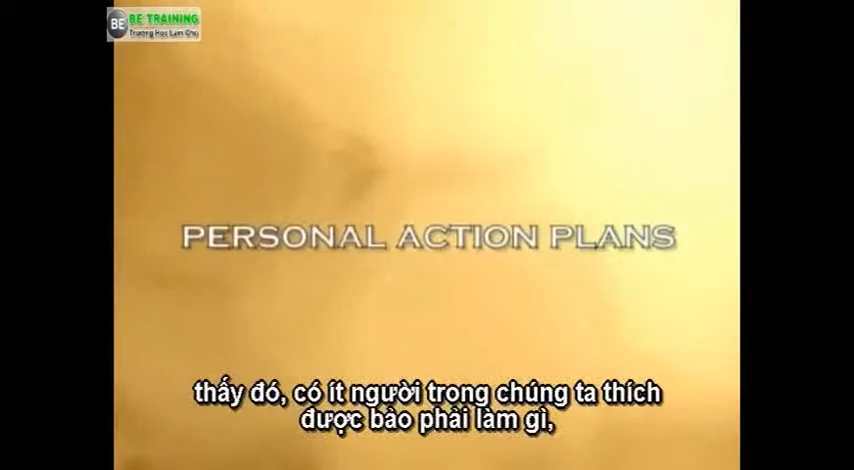 BE
BE TRAINING
Trường Học Làm Chủ
PERSONAL ACTION PLANS
thấy đó, có ít người trong chúng ta thích
được bảo phải làm gì,